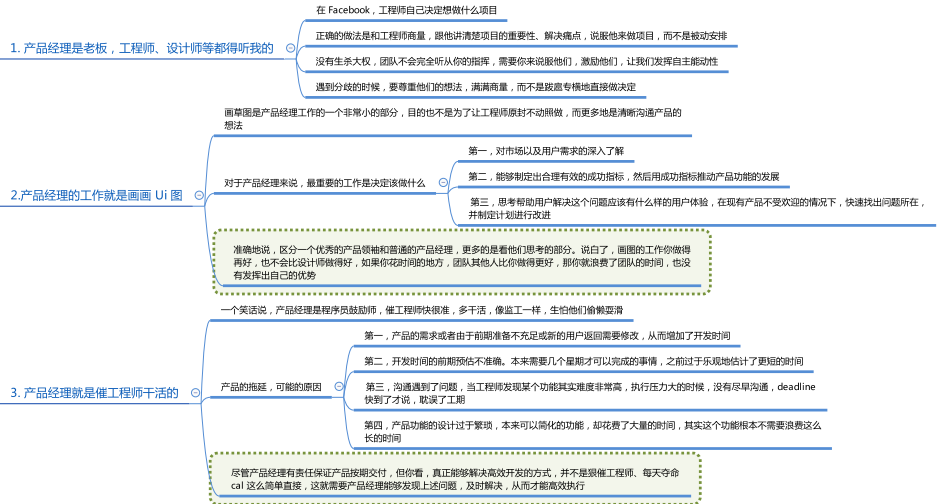 在 Facebook，工程师自己决定想做什么项目
正确的做法是和工程师商量，跟他讲清楚项目的重要性、解决痛点，说服他来做项目，而不是被动安排
1. 产品经理是老板，工程师、设计师等都得听我的
没有生杀大权，团队不会完全听从你的指挥，需要你来说服他们，激励他们，让我们发挥自主能动性
遇到分歧的时候，要尊重他们的想法，满满商量，而不是跋扈专横地直接做决定
画草图是产品经理工作的一个非常小的部分，目的也不是为了让工程师原封不动照做，而更多地是清晰沟通产品的
想法
2.产品经理的工作就是画画 Ui 图
对于产品经理来说，最重要的工作是决定该做什么
第一，对市场以及用户需求的深入了解
第二，能够制定出合理有效的成功指标，然后用成功指标推动产品功能的发展
第三，思考帮助用户解决这个问题应该有什么样的用户体验，在现有产品不受欢迎的情况下，快速找出问题所在，
并制定计划进行改进
准确地说，区分一个优秀的产品领袖和普通的产品经理，更多的是看他们思考的部分。说白了，画图的工作你做得
再好，也不会比设计师做得好，如果你花时间的地方，团队其他人比你做得更好，那你就浪费了团队的时间，也没
有发挥出自己的优势
一个笑话说，产品经理是程序员鼓励师，催工程师快很准，多干活，像监工一样，生怕他们偷懒耍滑
3. 产品经理就是催工程师干活的
产品的拖延，可能的原因
第一，产品的需求或者由于前期准备不充足或新的用户返回需要修改，从而增加了开发时间
第二，开发时间的前期预估不准确。本来需要几个星期才可以完成的事情，之前过于乐观地估计了更短的时间
第三，沟通遇到了问题，当工程师发现某个功能其实难度非常高，执行压力大的时候，没有尽早沟通，deadline
快到了才说，耽误了工期
第四，产品功能的设计过于繁琐，本来可以简化的功能，却花费了大量的时间，其实这个功能根本不需要浪费这么
长的时间
尽管产品经理有责任保证产品按期交付，但你看，真正能够解决高效开发的方式，并不是狠催工程师、每天夺命
cal 这么简单直接，这就需要产品经理能够发现上述问题，及时解决，从而才能高效执行